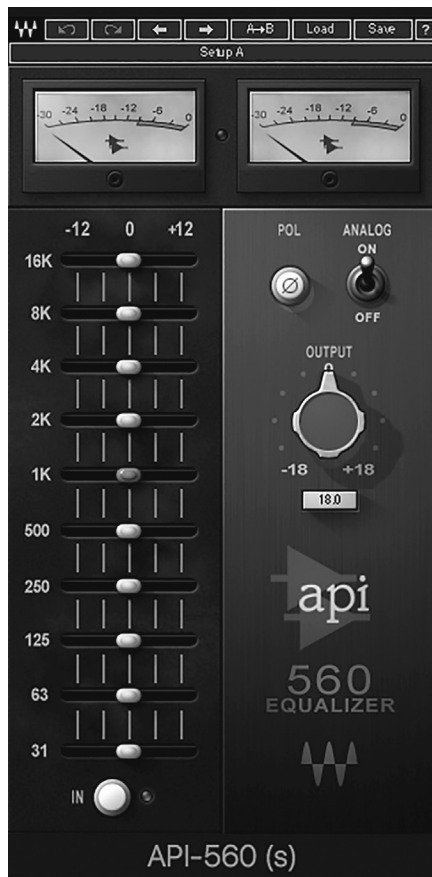 A→B Load Save ?
Setup A
-30 -24 -18 -12 -6 0
-30 -24 -18 -12 -6 0
-12 0 +12
16K
8K
4K
2K
1K
500
250
125
63
31
IN
POL ANALOG
ON
OFF
OUTPUT
-18 +18
18.0
api
560
EQUALIZER
API-560 (s)